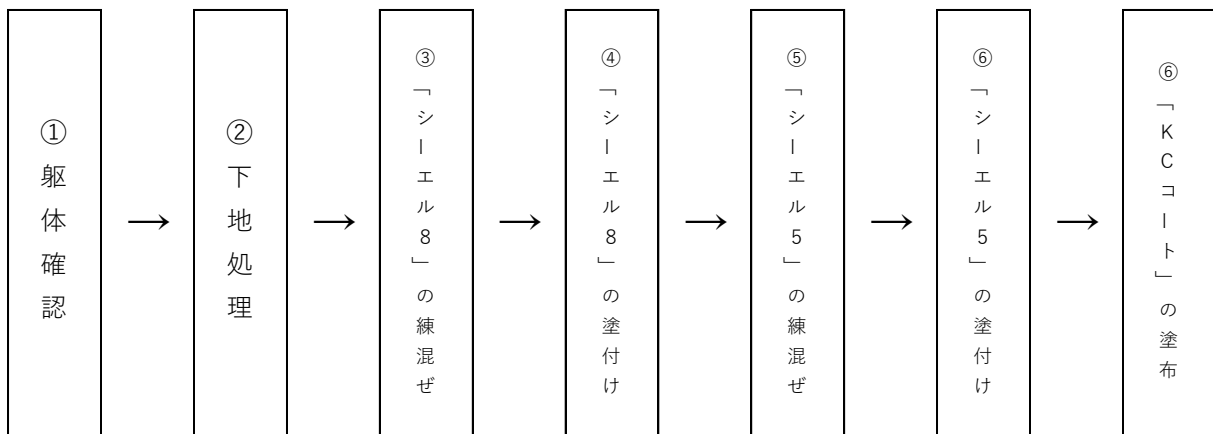 ①躯体確認
→
②下地処理
→
③「シーエル8」の練混ぜ
→
④「シーエル8」の塗付け
→
⑤「シーエル5」の練混ぜ
→
⑥「シーエル5」の塗付け
→
⑥「KCコート」の塗布